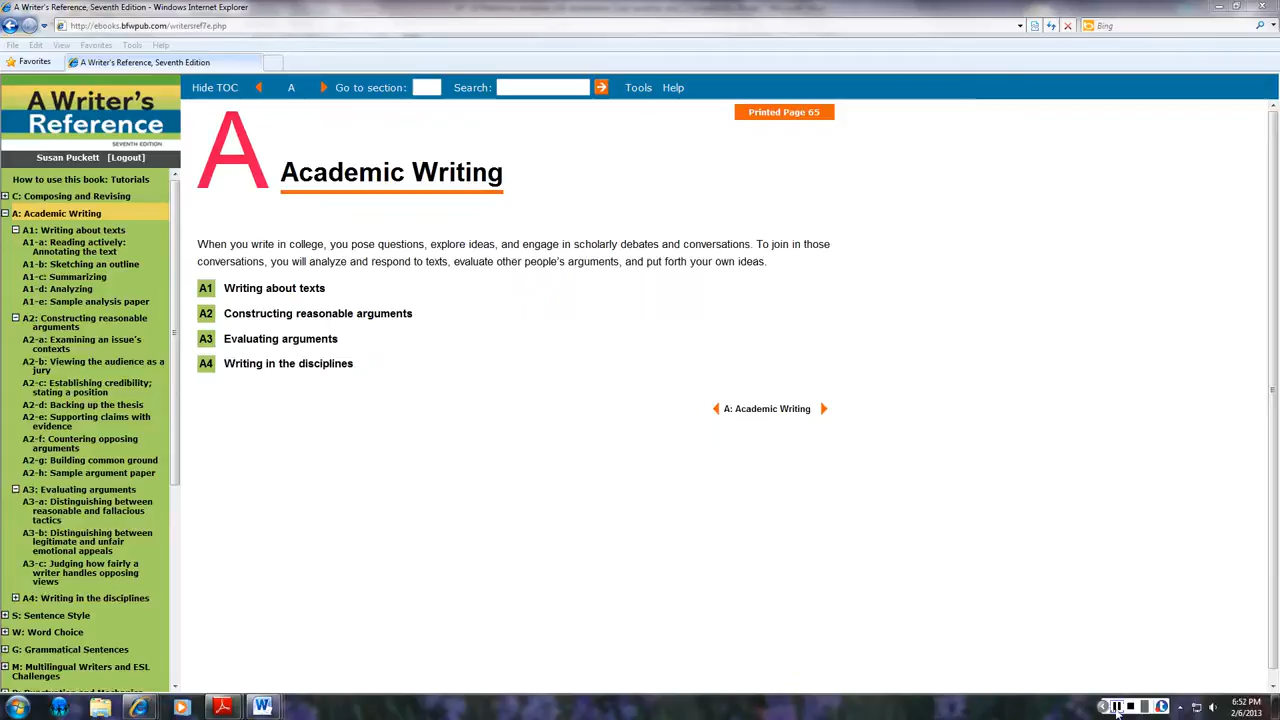 A Writer's Reference, Seventh Edition - Windows Internet Explorer
http://ebooks.bfwpub.com/writersref7e.php
Bing
File Edit View Favorites Tools Help
Favorites
A Writer's Reference, Seventh Edition
Hide TOC
A
Go to section:
Search:
Tools
Help
A Writer's
Reference
SEVENTH EDITION
Susan Puckett [Logout]
How to use this book: Tutorials
C: Composing and Revising
A: Academic Writing
A1: Writing about texts
A1-a: Reading actively:
Annotating the text
A1-b: Sketching an outline
A1-c: Summarizing
A1-d: Analyzing
A1-e: Sample analysis paper
A2: Constructing reasonable
arguments
A2-a: Examining an issue's
contexts
A2-b: Viewing the audience as a
jury
A2-c: Establishing credibility;
stating a position
A2-d: Backing up the thesis
A2-e: Supporting claims with
evidence
A2-f: Countering opposing
arguments
A2-g: Building common ground
A2-h: Sample argument paper
A3: Evaluating arguments
A3-a: Distinguishing between
reasonable and fallacious
tactics
A3-b: Distinguishing between
legitimate and unfair
emotional appeals
A3-c: Judging how fairly a
writer handles opposing
views
A4: Writing in the disciplines
S: Sentence Style
W: Word Choice
G: Grammatical Sentences
M: Multilingual Writers and ESL
Challenges
Printed Page 65
A Academic Writing
When you write in college, you pose questions, explore ideas, and engage in scholarly debates and conversations. To join in those
conversations, you will analyze and respond to texts, evaluate other people's arguments, and put forth your own ideas.
A1 Writing about texts
A2 Constructing reasonable arguments
A3 Evaluating arguments
A4 Writing in the disciplines
A: Academic Writing
6:52 PM
2/6/2013